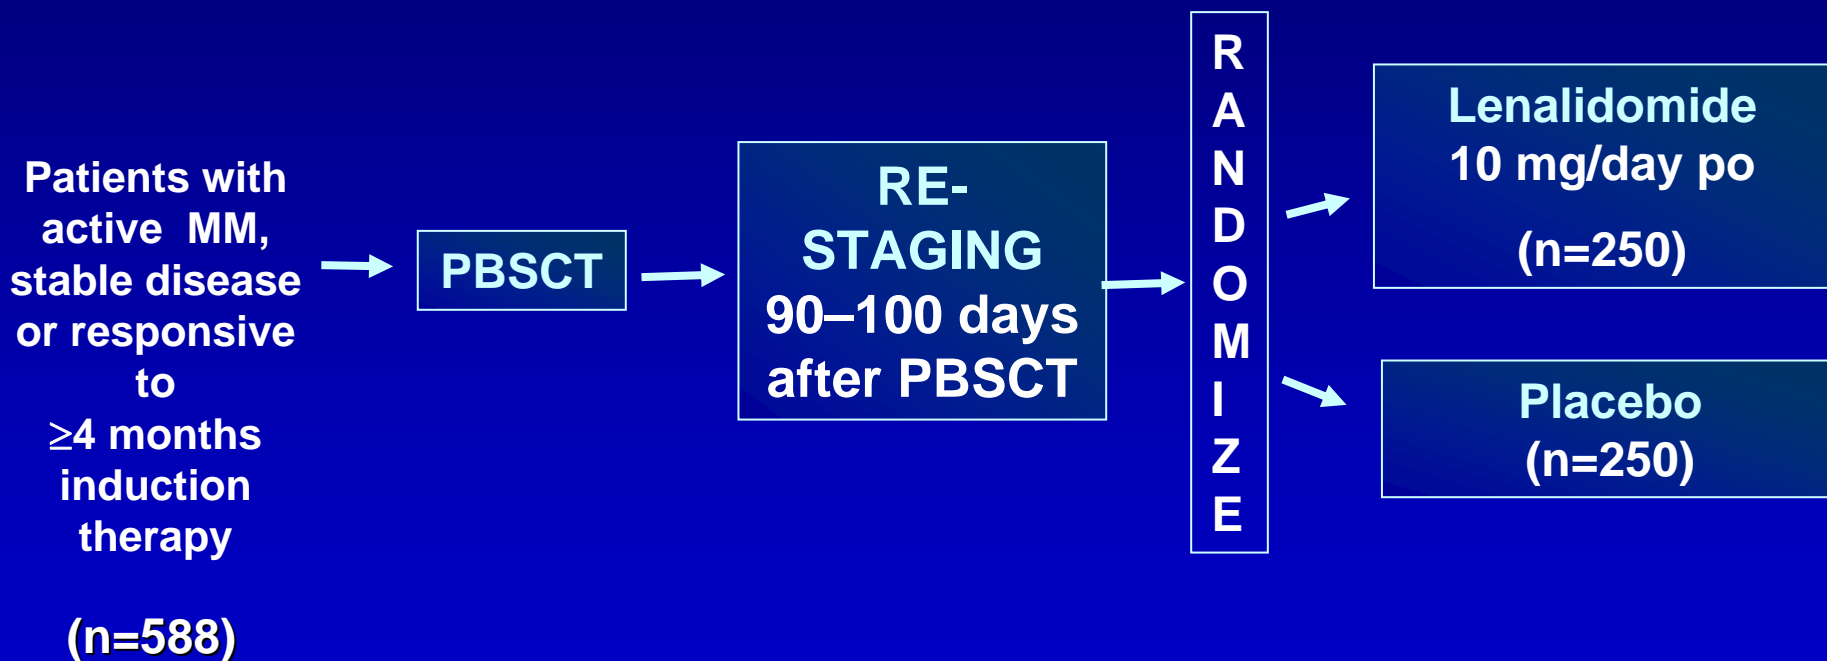 Patients with
active MM,
stable disease
or responsive
to
≥4 months
induction
therapy
(n=588)
PBSCT
RE-
STAGING
90–100 days
after PBSCT
R
A
N
D
O
M
I
Z
E
Lenalidomide
10 mg/day po
(n=250)
Placebo
(n=250)